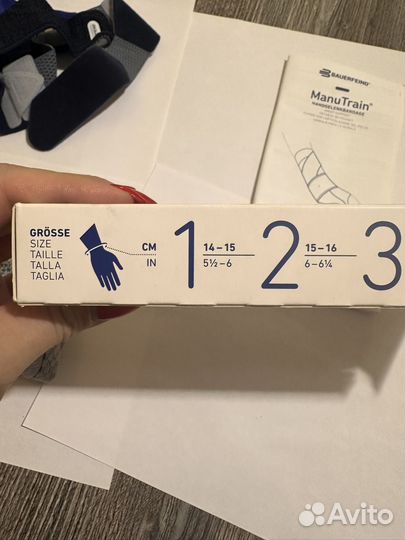 BAUERFEIND®
ManuTrain®
HANDGELENKBANDAGE
GRÖSSE
SIZE
TAILLE
TALLA
TAGLIA
CM
IN
1
14–15
5½–6
2
15–16
6–6¼
3
Avito